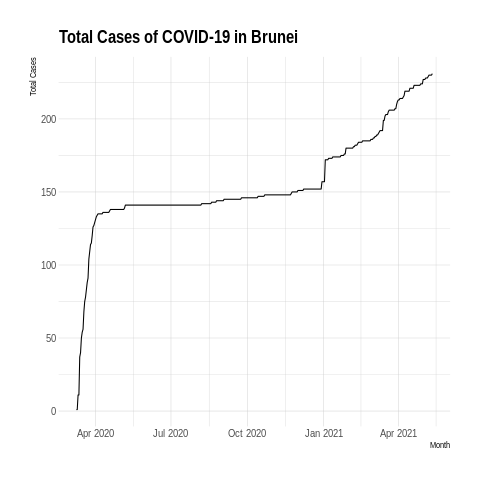 Total Cases of COVID-19 in Brunei
Total Cases
200
150
100
50
0
Apr 2020 Jul 2020 Oct 2020 Jan 2021 Apr 2021
Month